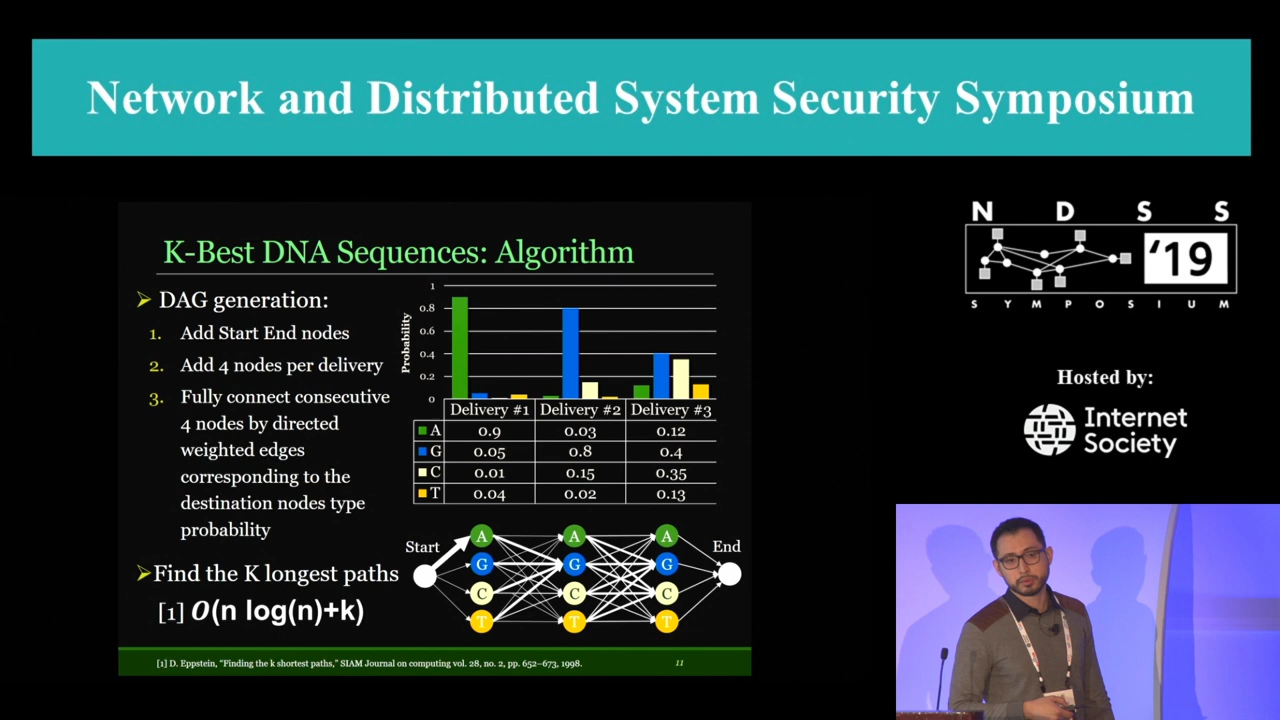 Network and Distributed System Security Symposium
K-Best DNA Sequences: Algorithm
➢ DAG generation:
1. Add Start End nodes
2. Add 4 nodes per delivery
3. Fully connect consecutive
4 nodes by directed
weighted edges
corresponding to the
destination nodes type
probability
➢Find the K longest paths
[1] O(n log(n)+k)
Probability
1
0.8
0.6
0.4
0.2
0
Delivery #1 Delivery #2 Delivery #3
A 0.9 0.03 0.12
G 0.05 0.8 0.4
C 0.01 0.15 0.35
T 0.04 0.02 0.13
Start
End
A A A
G G G
C C C
T T T
[1] D. Eppstein, “Finding the k shortest paths,” SIAM Journal on computing vol. 28, no. 2, pp. 652–673, 1998.
11
N D S S
'19
S Y M P O S I U M
Hosted by:
Internet
Society